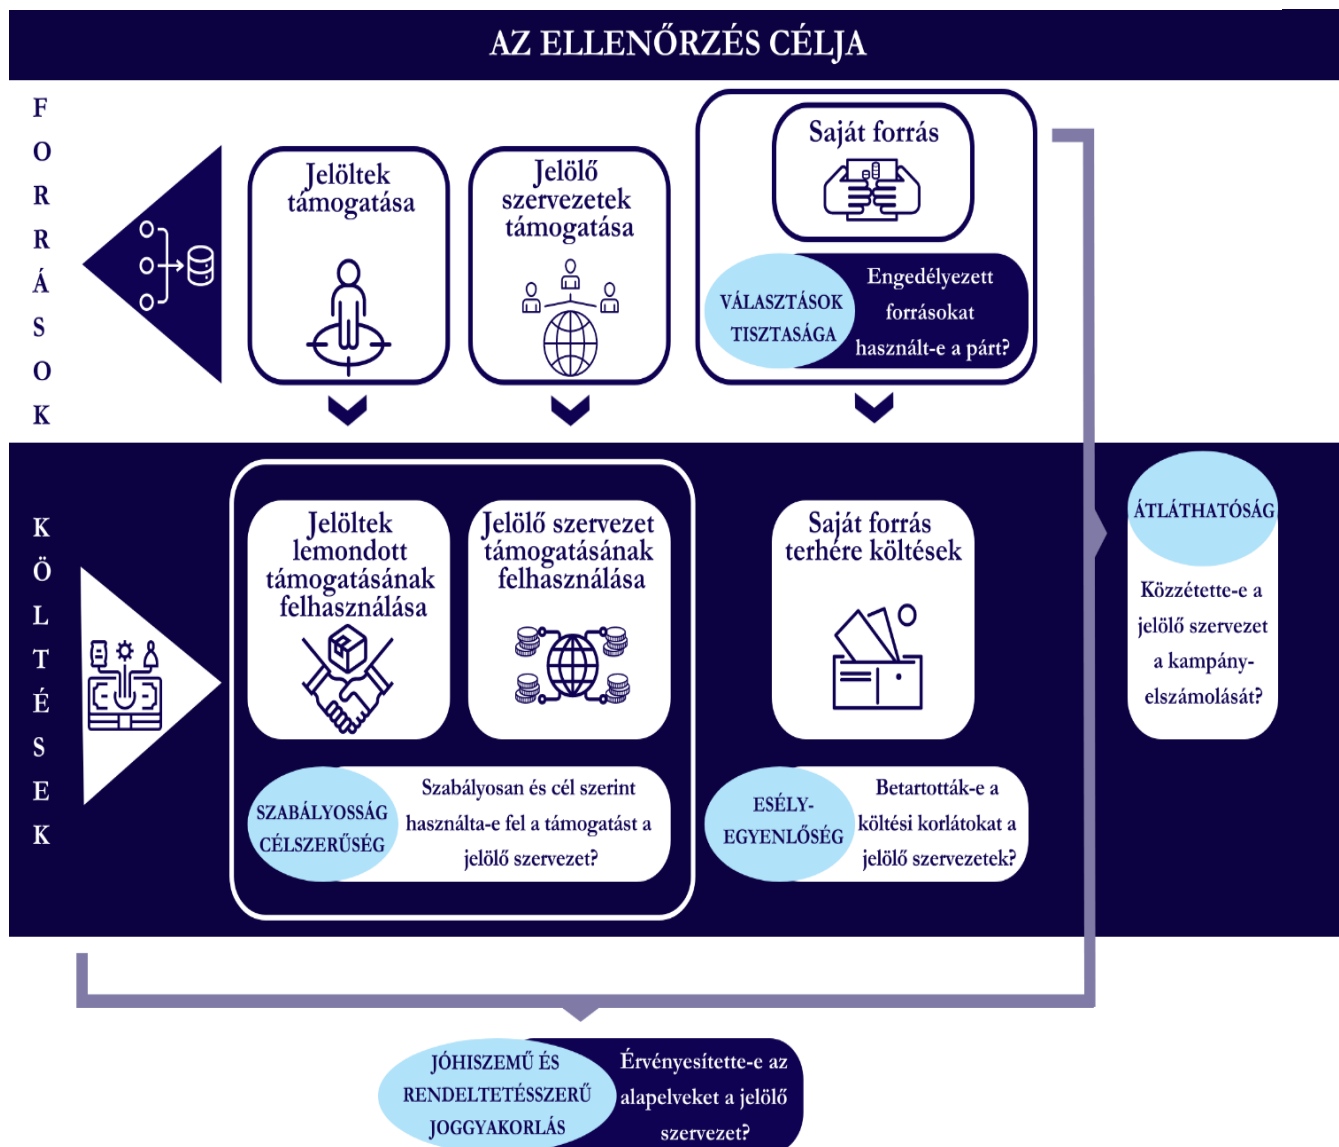 AZ ELLENŐRZÉS CÉLJA
FORRÁSOK
Jelöltek
támogatása
Jelölő
szervezetek
támogatása
Saját forrás
VÁLASZTÁSOK
TISZTASÁGA
Engedélyezett
forrásokat
használt-e a párt?
KÖLTÉSEK
Jelöltek
lemondott
támogatásának
felhasználása
Jelölő szervezet
támogatásának
felhasználása
Saját forrás
terhére költések
ÁTLÁTHATÓSÁG
Közzétette-e a
jelölő szervezet
a kampány-
elszámolását?
SZABÁLYOSSÁG
CÉLSZERŰSÉG
Szabályosan és cél szerint
használta-e fel a támogatást a
jelölő szervezet?
ESÉLY-
EGYENLŐSÉG
Betartották-e a
költési korlátokat a
jelölő szervezetek?
JÓHISZEMŰ ÉS
RENDELTETÉSSZERŰ
JOGGYAKORLÁS
Érvényesítette-e az
alapelveket a jelölő
szervezet?